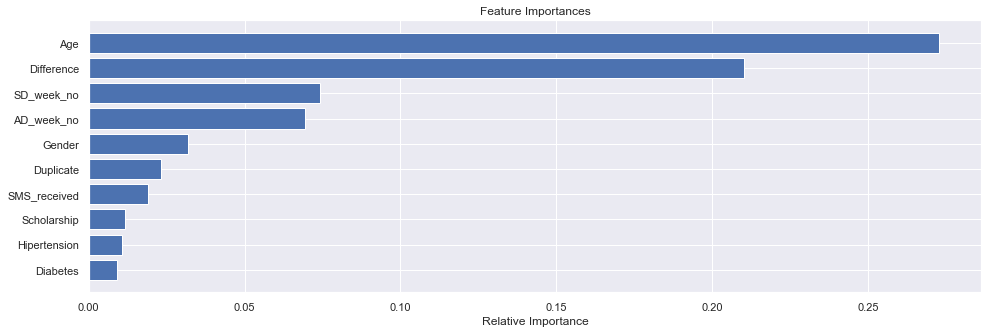 Feature Importances
Age
Difference
SD_week_no
AD_week_no
Gender
Duplicate
SMS_received
Scholarship
Hipertension
Diabetes
0.00 0.05 0.10 0.15 0.20 0.25
Relative Importance